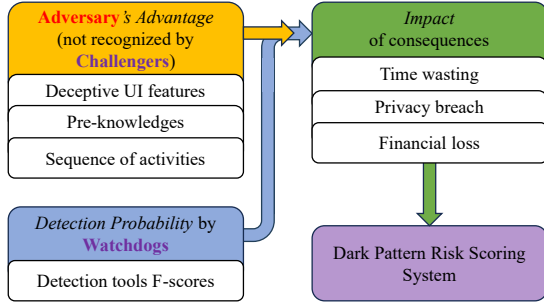 Adversary's Advantage
(not recognized by
Challengers)
Deceptive UI features
Pre-knowledges
Sequence of activities
Detection Probability by
Watchdogs
Detection tools F-scores
Impact
of consequences
Time wasting
Privacy breach
Financial loss
Dark Pattern Risk Scoring
System